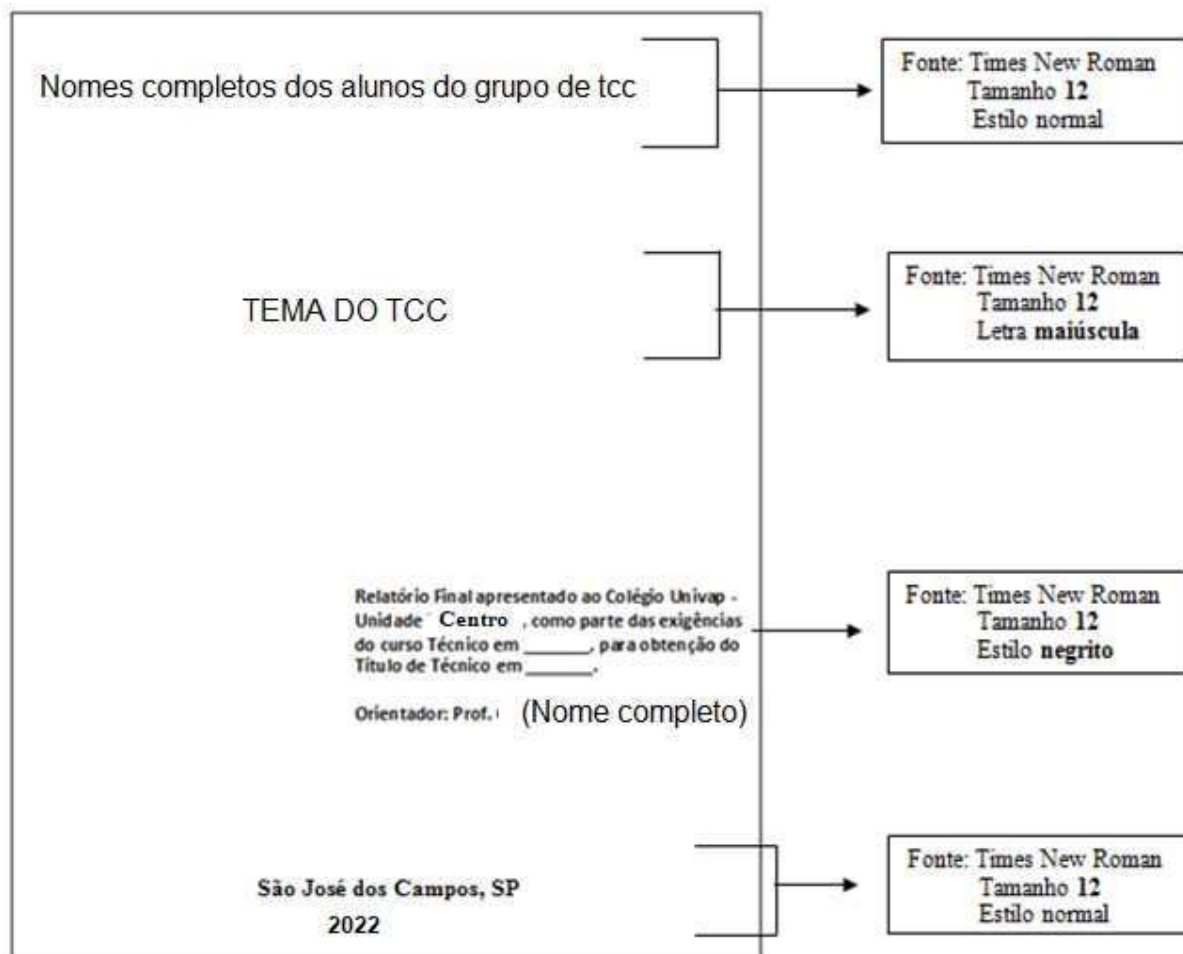 Nomes completos dos alunos do grupo de tcc
Fonte: Times New Roman
Tamanho 12
Estilo normal
TEMA DO TCC
Fonte: Times New Roman
Tamanho 12
Letra maiúscula
Relatório Final apresentado ao Colégio Univap -
Unidade Centro , como parte das exigências
do curso Técnico em _______, para obtenção do
Título de Técnico em _______.
Orientador: Prof. (Nome completo)
Fonte: Times New Roman
Tamanho 12
Estilo negrito
São José dos Campos, SP
2022
Fonte: Times New Roman
Tamanho 12
Estilo normal